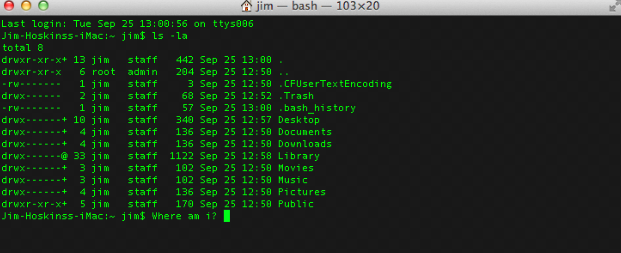 jim — bash — 103×20
Last login: Tue Sep 25 13:00:56 on ttys006
Jim-Hoskinss-iMac:~ jim$ ls -la
total 8
drwxr-xr-x+ 13 jim   staff   442 Sep 25 13:00 .
drwxr-xr-x   6 root  admin   204 Sep 25 12:50 ..
-rw-------   1 jim   staff     3 Sep 25 12:50 .CFUserTextEncoding
drwx------   2 jim   staff    68 Sep 25 12:52 .Trash
-rw-------   1 jim   staff    57 Sep 25 13:00 .bash_history
drwx------+ 10 jim   staff   340 Sep 25 12:57 Desktop
drwx------+  4 jim   staff   136 Sep 25 12:50 Documents
drwx------+  4 jim   staff   136 Sep 25 12:50 Downloads
drwx------@ 33 jim   staff  1122 Sep 25 12:50 Library
drwx------+  3 jim   staff   102 Sep 25 12:50 Movies
drwx------+  3 jim   staff   102 Sep 25 12:50 Music
drwx------+  4 jim   staff   136 Sep 25 12:50 Pictures
drwxr-xr-x+  5 jim   staff   170 Sep 25 12:50 Public
Jim-Hoskinss-iMac:~ jim$ Where am i?